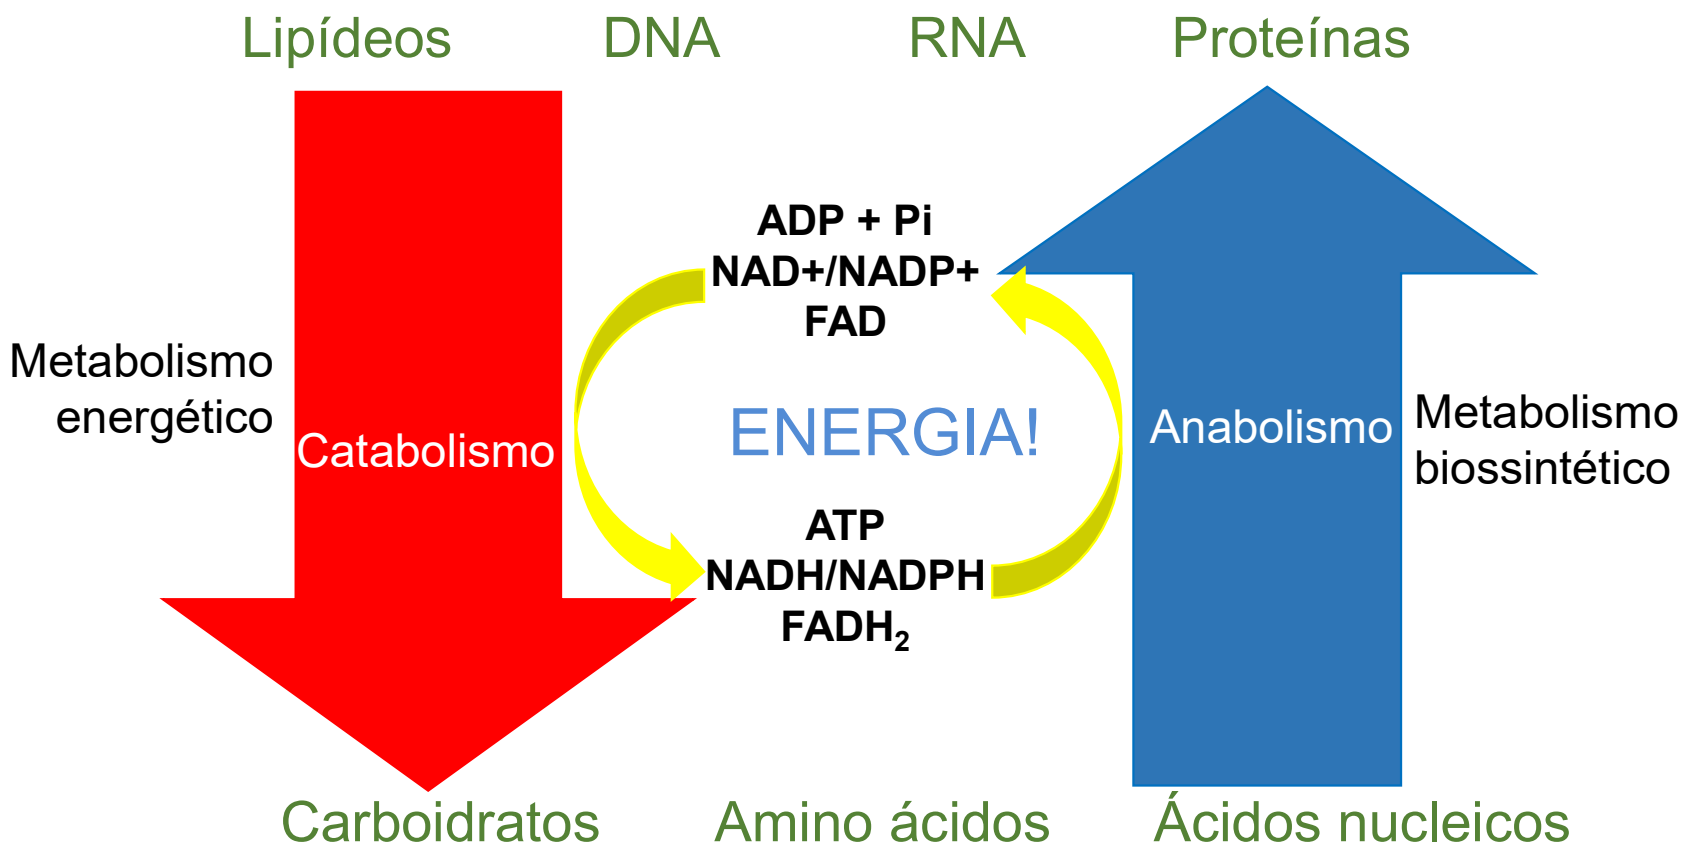 Lipídeos DNA RNA Proteínas
ADP + Pi
NAD+/NADP+
FAD
Metabolismo
energético
Catabolismo
ENERGIA!
Anabolismo
Metabolismo
biossintético
ATP
NADH/NADPH
FADH₂
Carboidratos Amino ácidos Ácidos nucleicos